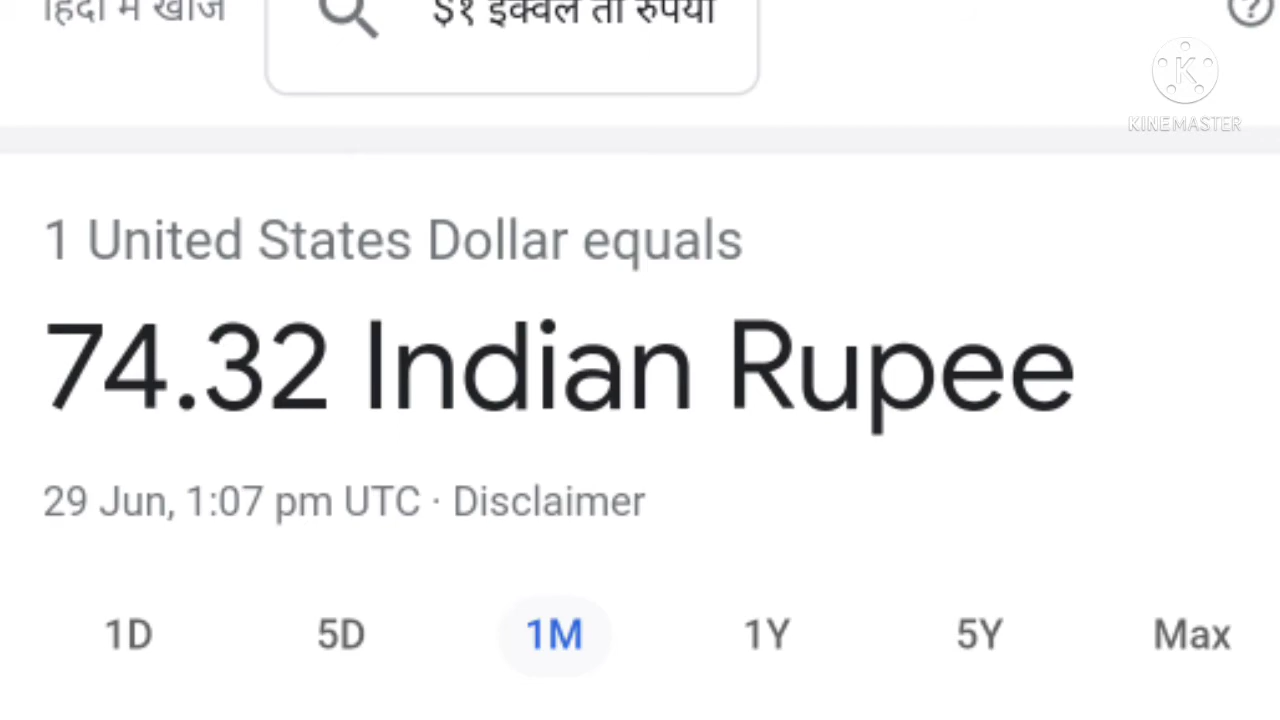 हिंदी में खोजें
$१ इक्वल तो रुपया
?
K
KINEMASTER
1 United States Dollar equals
74.32 Indian Rupee
29 Jun, 1:07 pm UTC · Disclaimer
1D 5D 1M 1Y 5Y Max